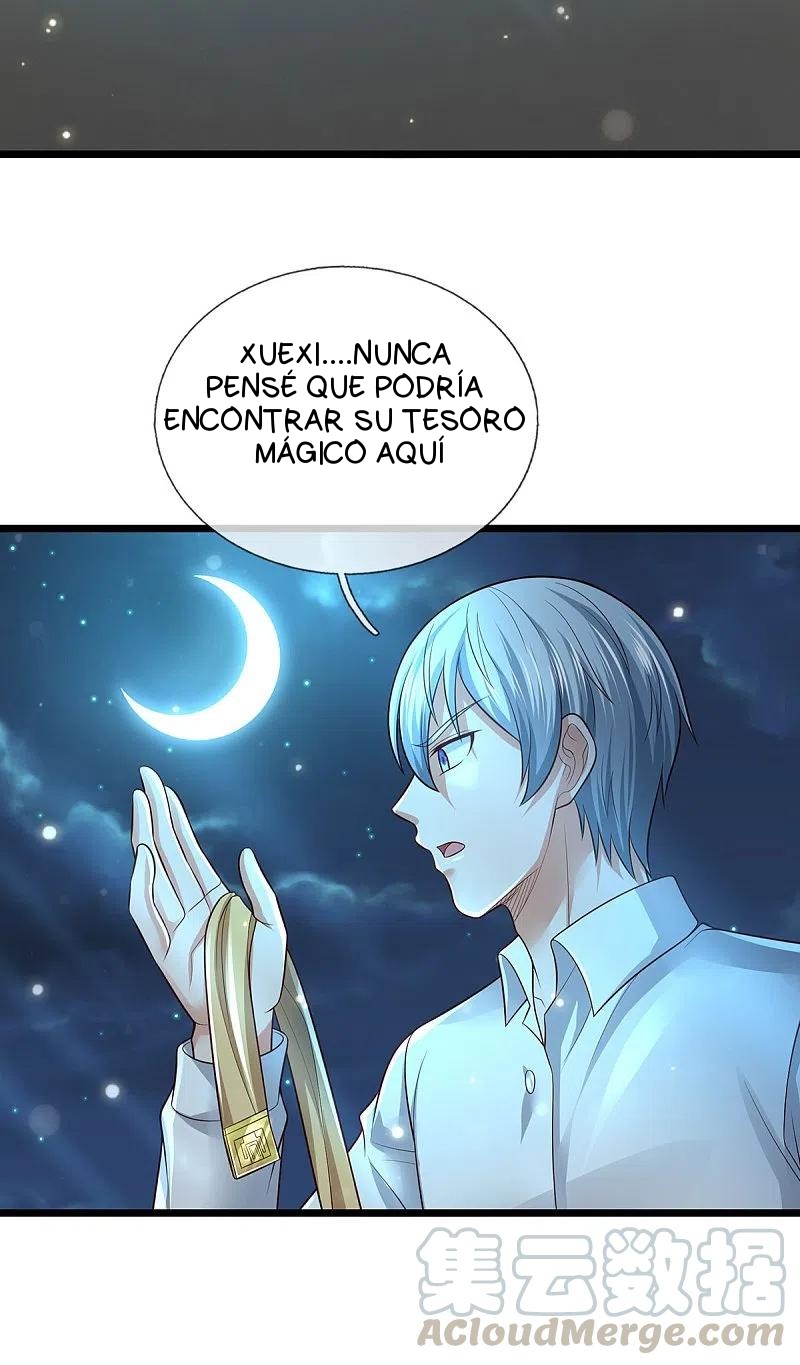 XUEXI....NUNCA
PENSÉ QUE PODRÍA
ENCONTRAR SU TESORO
MÁGICO AQUÍ
集云数据
AcloudMerge.com